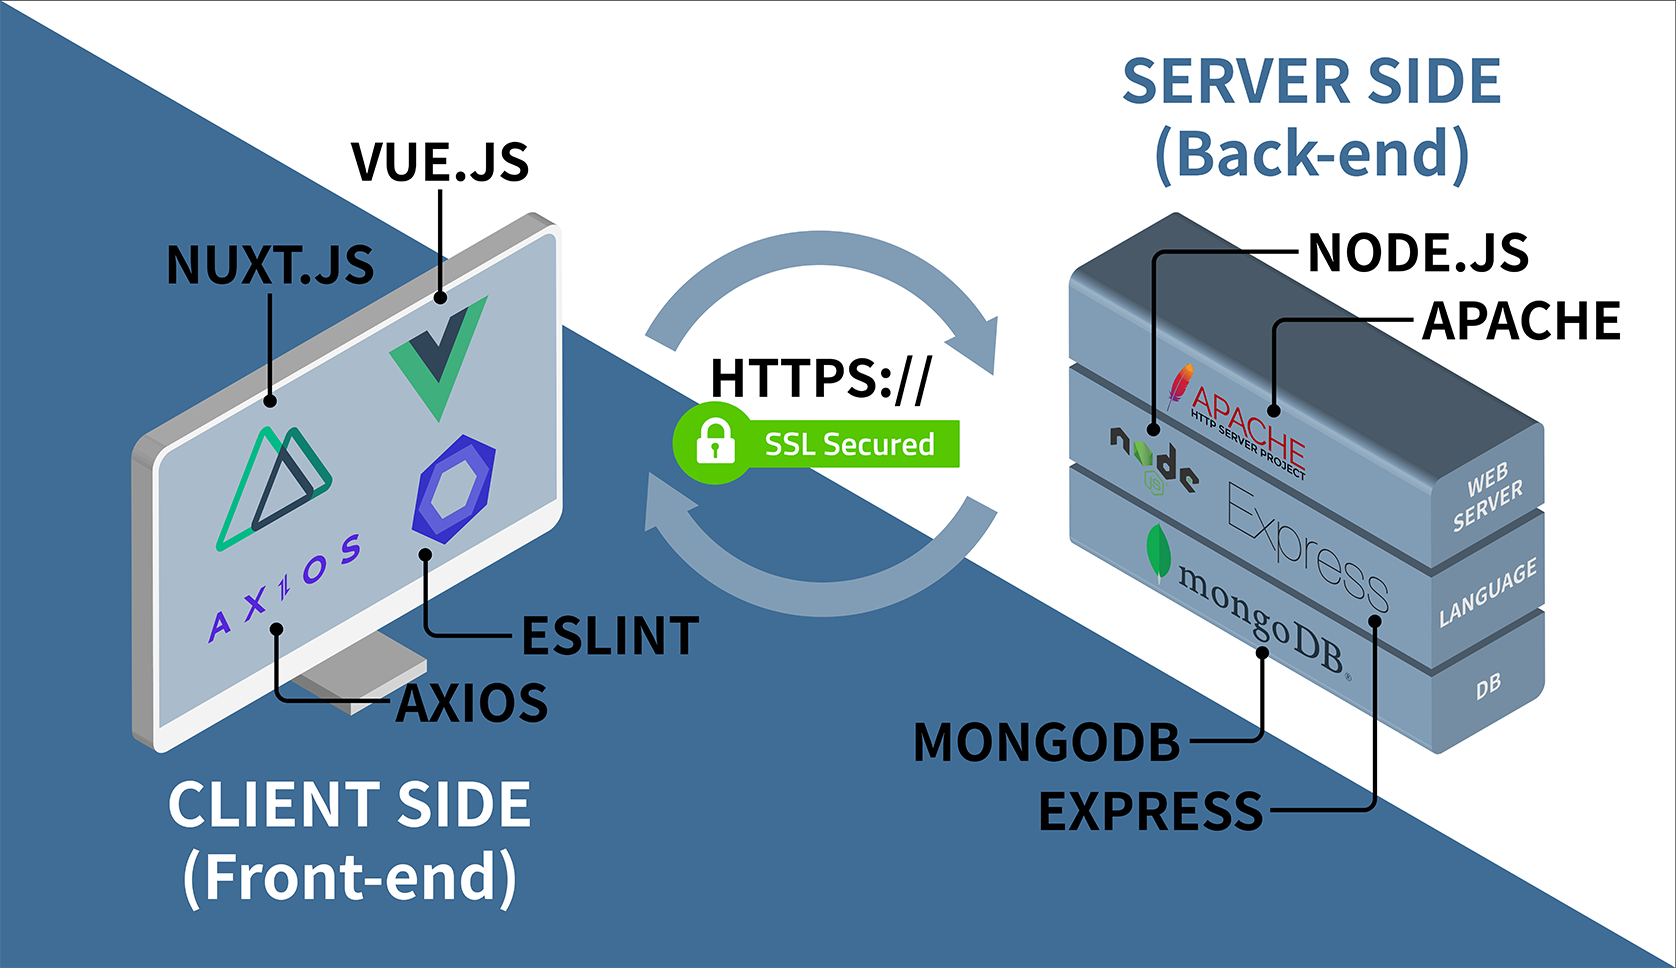 SERVER SIDE
(Back-end)
VUE.JS
NUXT.JS
NODE.JS
APACHE
HTTPS://
SSL Secured
APACHE
HTTP SERVER PROJECT
node
JS
Express
mongoDB®
WEB
SERVER
LANGUAGE
DB
AXIOS
ESLINT
AXIOS
MONGODB
EXPRESS
CLIENT SIDE
(Front-end)